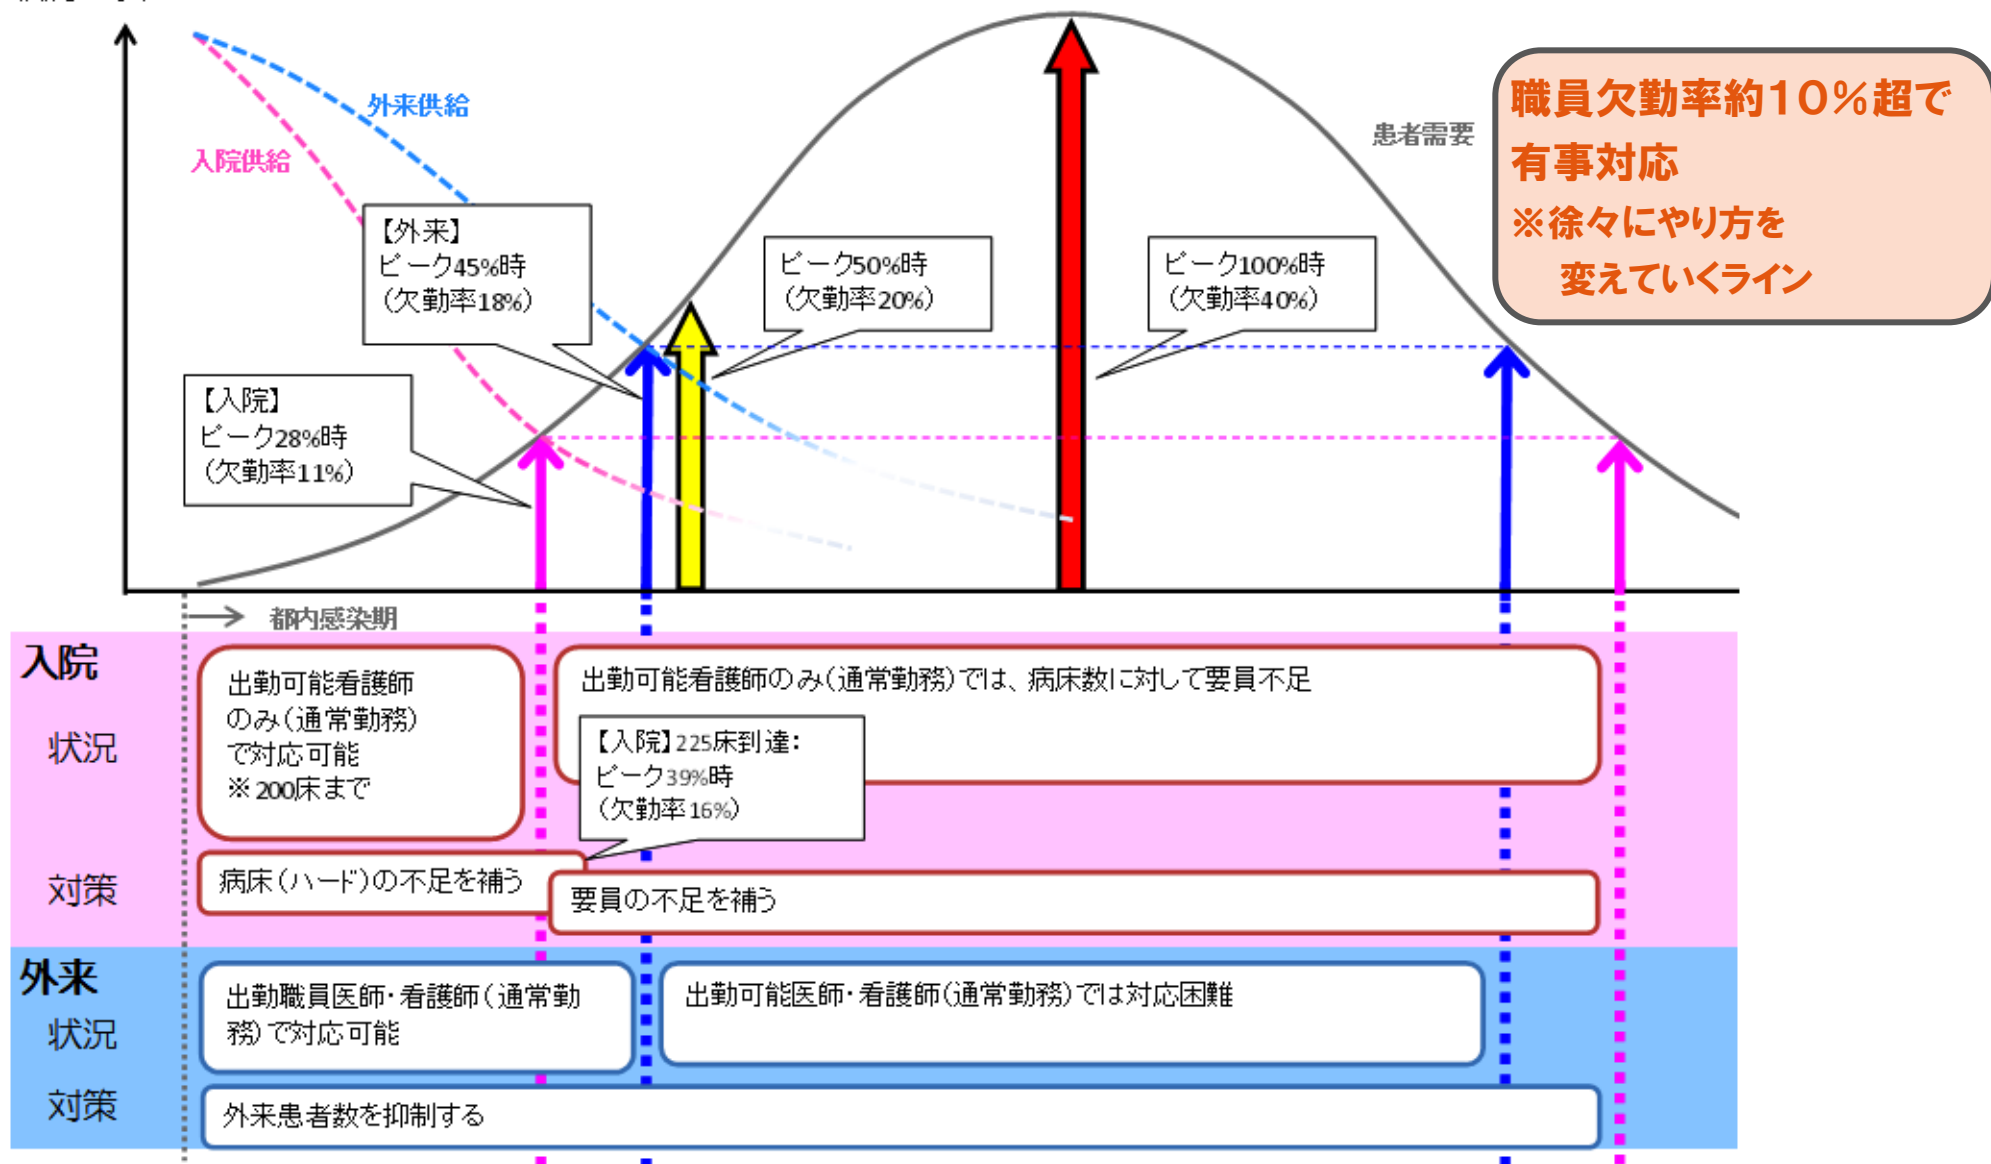 外来供給
入院供給
患者需要
職員欠勤率約10%超で
有事対応
※徐々にやり方を
変えていくライン
【外来】
ピーク45%時
(欠勤率18%)
ピーク50%時
(欠勤率20%)
ピーク100%時
(欠勤率40%)
【入院】
ピーク28%時
(欠勤率11%)
都内感染期
入院
状況
出勤可能看護師
のみ(通常勤務)
で対応可能
※200床まで
出勤可能看護師のみ(通常勤務)では、病床数に対して要員不足
【入院】225床到達:
ピーク39%時
(欠勤率16%)
対策
病床(ハード)の不足を補う
要員の不足を補う
外来
状況
出勤職員医師・看護師(通常勤
務)で対応可能
出勤可能医師・看護師(通常勤務)では対応困難
対策
外来患者数を抑制する